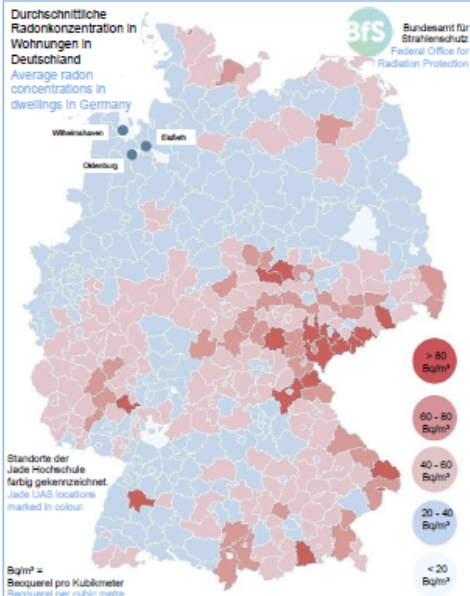 Durchschnittliche
Radonkonzentration in
Wohnungen in
Deutschland
Average radon
concentrations in
dwellings in Germany
BfS
Bundesamt für
Strahlenschutz
Federal Office for
Radiation Protection
Wilhelmshaven
Elsfleth
Oldenburg
> 80
Bq/m³
60 - 80
Bq/m³
40 - 60
Bq/m³
20 - 40
Bq/m³
< 20
Bq/m³
Standorte der
Jade Hochschule
farbig gekennzeichnet.
Jade UAS locations
marked in colour.
Bq/m³ =
Becquerel pro Kubikmeter
Becquerel per cubic metre